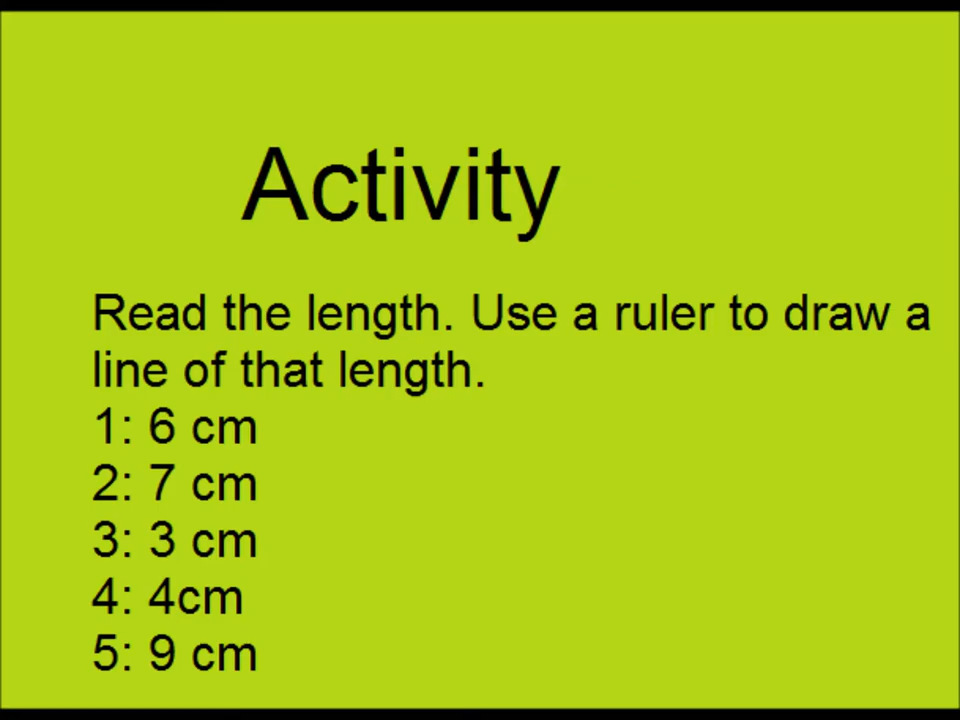 Activity
Read the length. Use a ruler to draw a
line of that length.
1: 6 cm
2: 7 cm
3: 3 cm
4: 4cm
5: 9 cm